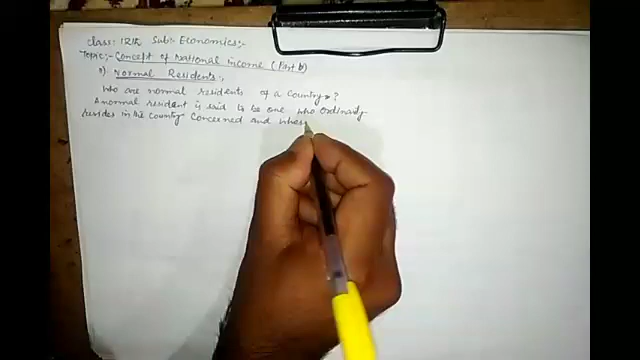 Class: 12th Sub:- Economics:-
Topic:- Concept of National income (Part 6)
Normal Residents:,
Who are normal residents of a country?
A normal resident is said to be one who ordinarily
resides in the country concerned and whos